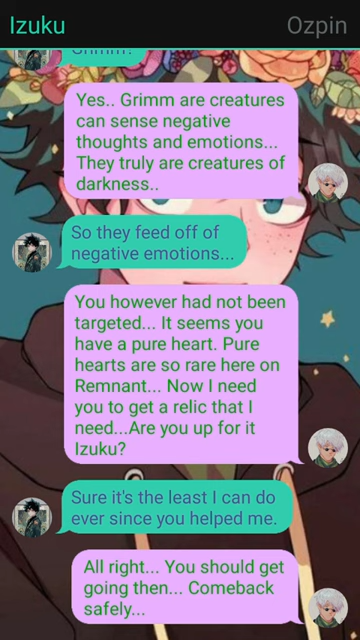 Izuku
Ozpin
Grimm?
Yes.. Grimm are creatures
can sense negative
thoughts and emotions...
They truly are creatures of
darkness..
So they feed off of
negative emotions...
You however had not been
targeted... It seems you
have a pure heart. Pure
hearts are so rare here on
Remnant... Now I need
you to get a relic that I
need...Are you up for it
Izuku?
Sure it's the least I can do
ever since you helped me.
All right... You should get
going then... Comeback
safely...